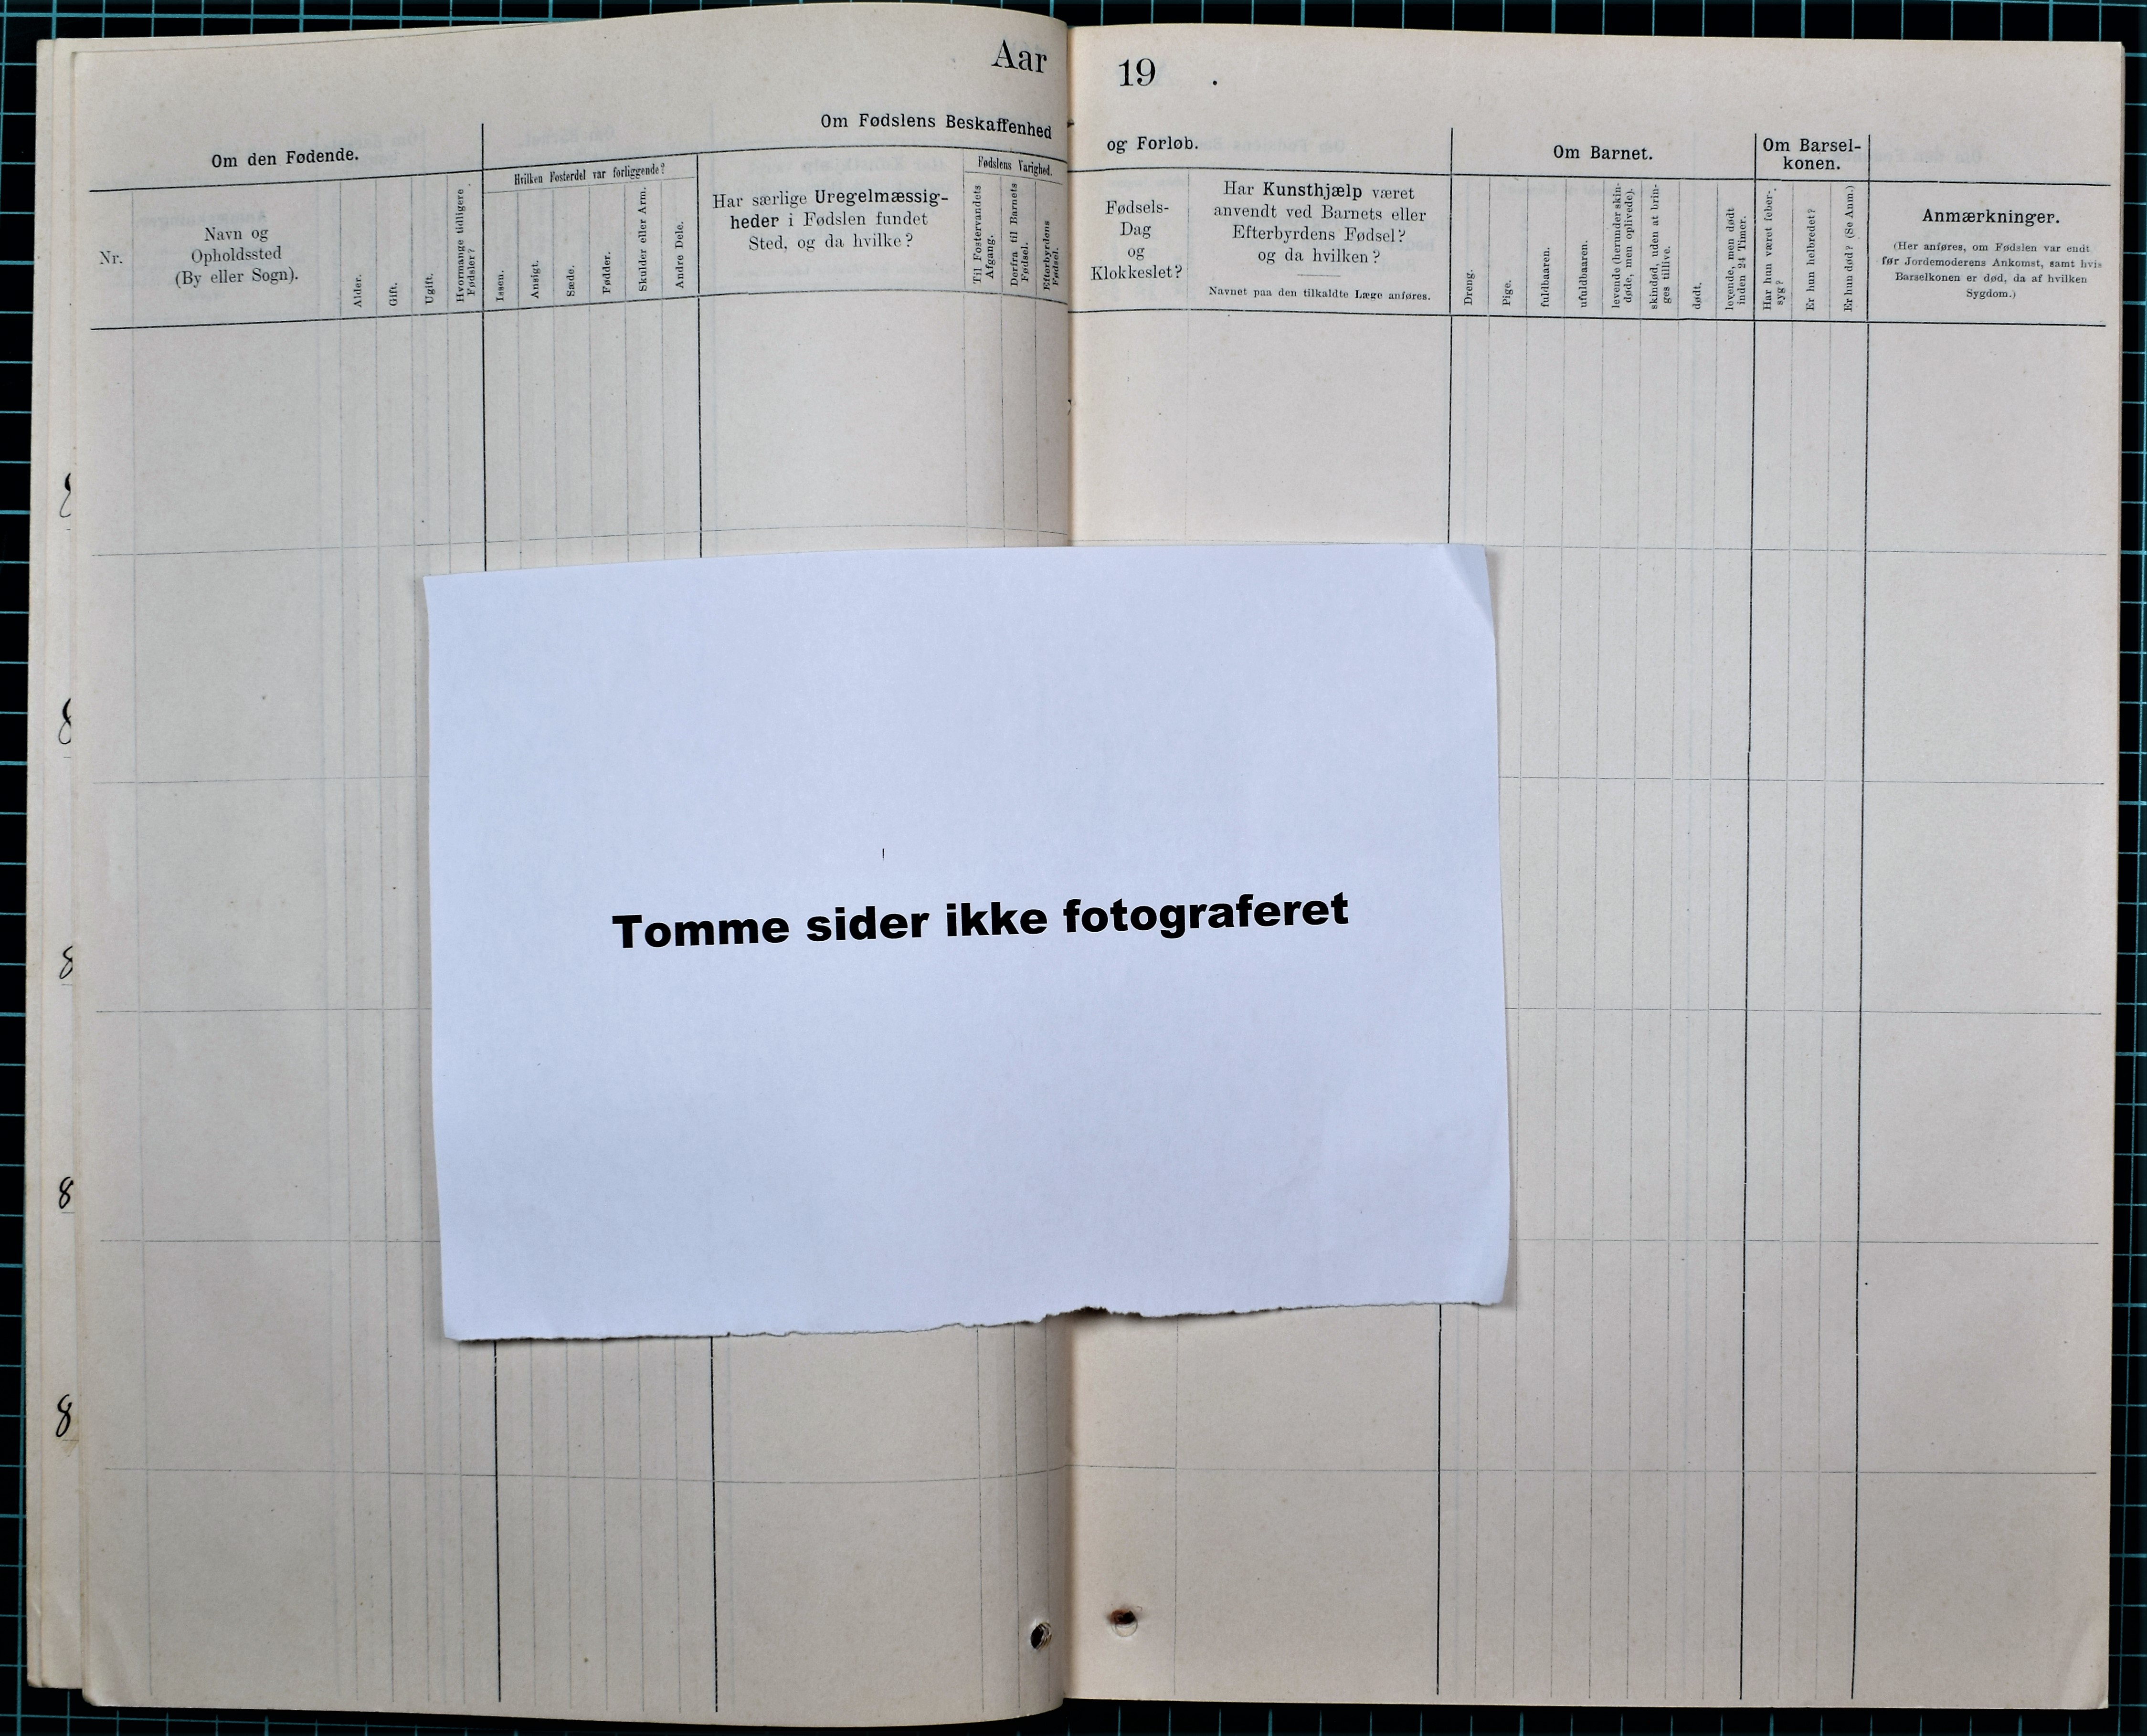 Aar 19 .
Om den Fødende.
Om Fødslens Beskaffenhed og Forløb.
Om Barnet.
Om Barsel-
konen.
Nr.
Navn og
Opholdssted
(By eller Sogn).
Alder.
Gift.
Ugift.
Hvormange tidligere
Fødsler?
Hvilken Fosterdel var forliggende?
Issen.
Ansigt.
Sæde.
Fødder.
Skulder eller Arm.
Andre Dele.
Har særlige Uregelmæssig-
heder i Fødslen fundet
Sted, og da hvilke?
Fødslens Varighed.
Til Fostervandets
Afgang.
Derfra til Barnets
Fødsel.
Efterbyrdens
Fødsel.
Fødsels-
Dag
og
Klokkeslet?
Har Kunsthjælp været
anvendt ved Barnets eller
Efterbyrdens Fødsel?
og da hvilken?
Navnet paa den tilkaldte Læge anføres.
Dreng.
Pige.
fuldbaaren.
ufuldbaaren.
levende (herunder skin-
døde, men oplivede).
skindød, uden at brin-
ges tillive.
dødt.
levende, men dødt
inden 24 Timer.
Har hun været feber-
syg?
Er hun helbredet?
Er hun død? (Se Anm.)
Anmærkninger.
(Her anføres, om Fødslen var endt
før Jordemoderens Ankomst, samt hvis
Barselkonen er død, da af hvilken
Sygdom.)
Tomme sider ikke fotograferet
8
8
8
8